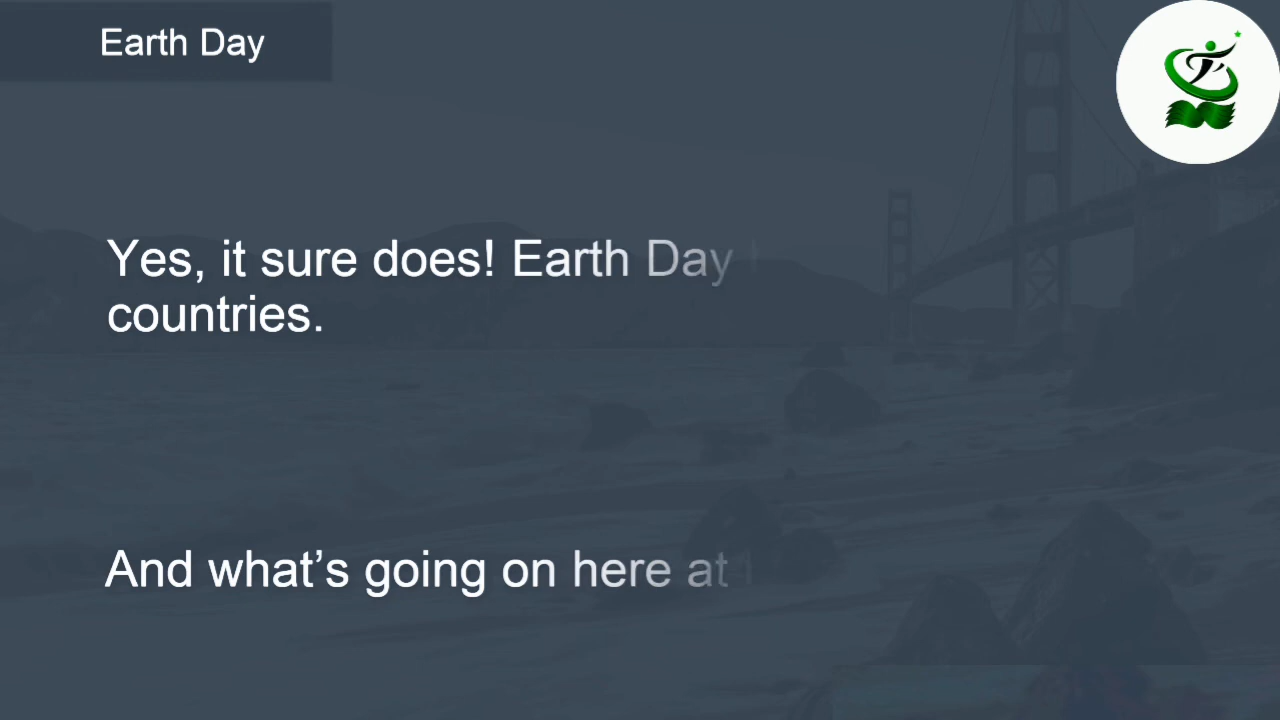 Earth Day
Yes, it sure does! Earth Day
countries.
And what’s going on here at